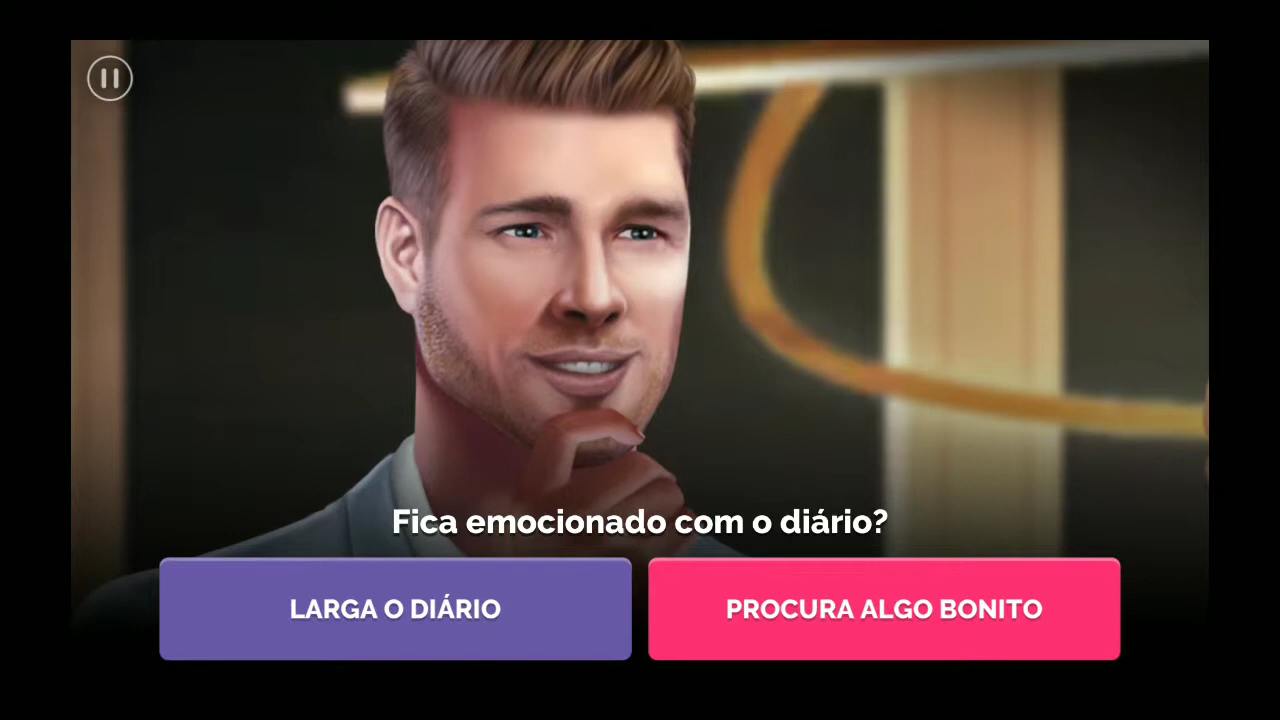 Fica emocionado com o diário?
LARGA O DIÁRIO
PROCURA ALGO BONITO